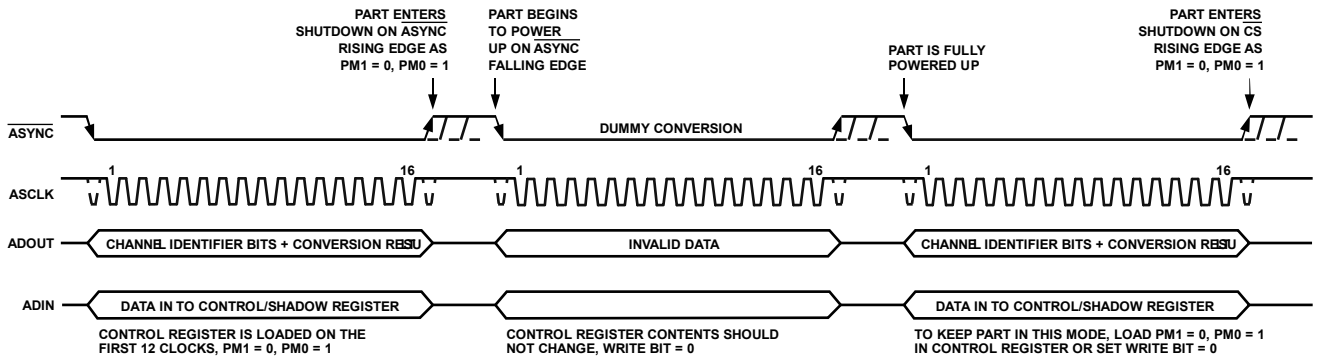 PART ENTERS
SHUTDOWN ON ASYNC
RISING EDGE AS
PM1 = 0, PM0 = 1
PART BEGINS
TO POWER
UP ON ASYNC
FALLING EDGE
PART IS FULLY
POWERED UP
PART ENTERS
SHUTDOWN ON CS
RISING EDGE AS
PM1 = 0, PM0 = 1
ASYNC
DUMMY CONVERSION
ASCLK
1 16
1 16
1 16
ADOUT
CHANNEL IDENTIFIER BITS + CONVERSION RESULT
INVALID DATA
CHANNEL IDENTIFIER BITS + CONVERSION RESULT
ADIN
DATA IN TO CONTROL/SHADOW REGISTER
DATA IN TO CONTROL/SHADOW REGISTER
CONTROL REGISTER IS LOADED ON THE
FIRST 12 CLOCKS, PM1 = 0, PM0 = 1
CONTROL REGISTER CONTENTS SHOULD
NOT CHANGE, WRITE BIT = 0
TO KEEP PART IN THIS MODE, LOAD PM1 = 0, PM0 = 1
IN CONTROL REGISTER OR SET WRITE BIT = 0